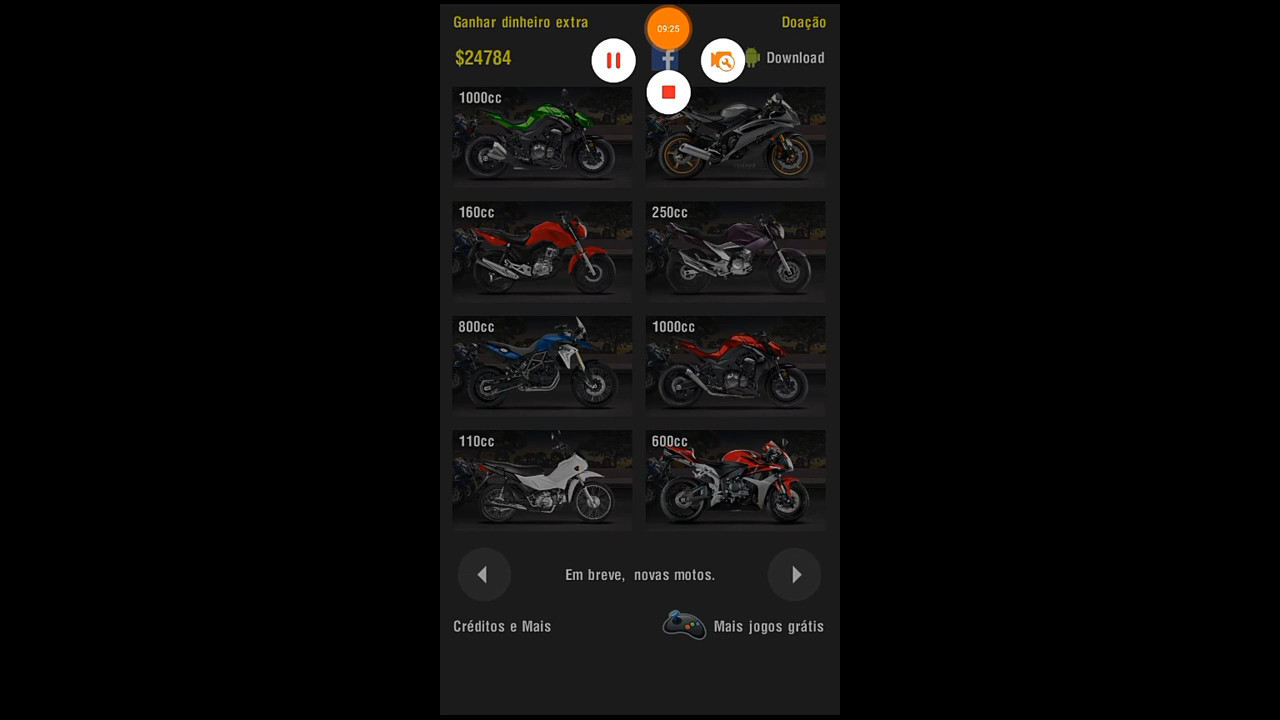 Ganhar dinheiro extra
Doação
09:25
$24784
Download
1000cc
160cc
250cc
800cc
1000cc
110cc
600cc
Em breve, novas motos.
Créditos e Mais
Mais jogos grátis